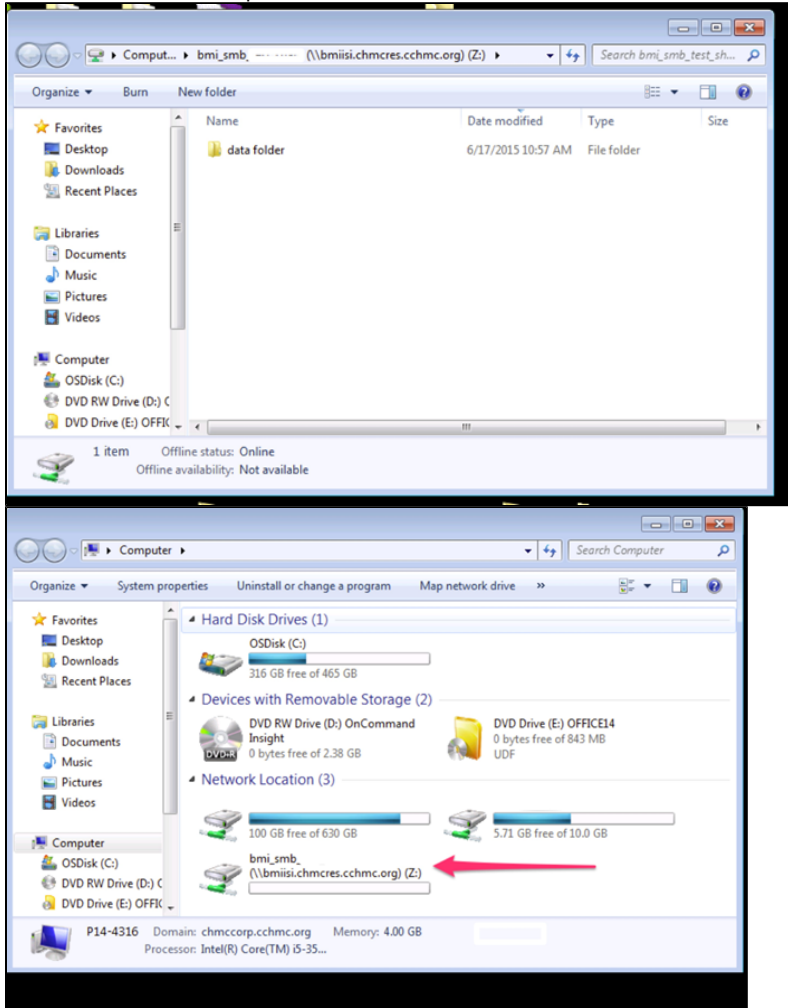 Comput... bmi_smb_ (\\bmiisi.chmcres.cchmc.org) (Z:) Search bmi_smb_test_sh...
Organize Burn New folder
Name Date modified Type Size
data folder 6/17/2015 10:57 AM File folder
Favorites
Desktop
Downloads
Recent Places
Libraries
Documents
Music
Pictures
Videos
Computer
OSDisk (C:)
DVD RW Drive (D:) C
DVD Drive (E:) OFFIC
1 item Offline status: Online
Offline availability: Not available
Computer Search Computer
Organize System properties Uninstall or change a program Map network drive »
Favorites
Desktop
Downloads
Recent Places
Libraries
Documents
Music
Pictures
Videos
Computer
OSDisk (C:)
DVD RW Drive (D:) C
DVD Drive (E:) OFFIC
Hard Disk Drives (1)
OSDisk (C:)
316 GB free of 465 GB
Devices with Removable Storage (2)
DVD RW Drive (D:) OnCommand
Insight
0 bytes free of 2.38 GB
DVD Drive (E:) OFFICE14
0 bytes free of 843 MB
UDF
Network Location (3)
100 GB free of 630 GB
5.71 GB free of 10.0 GB
bmi_smb_
(\\bmiisi.chmcres.cchmc.org) (Z:)
P14-4316 Domain: chmccorp.cchmc.org Memory: 4.00 GB
Processor: Intel(R) Core(TM) i5-35...